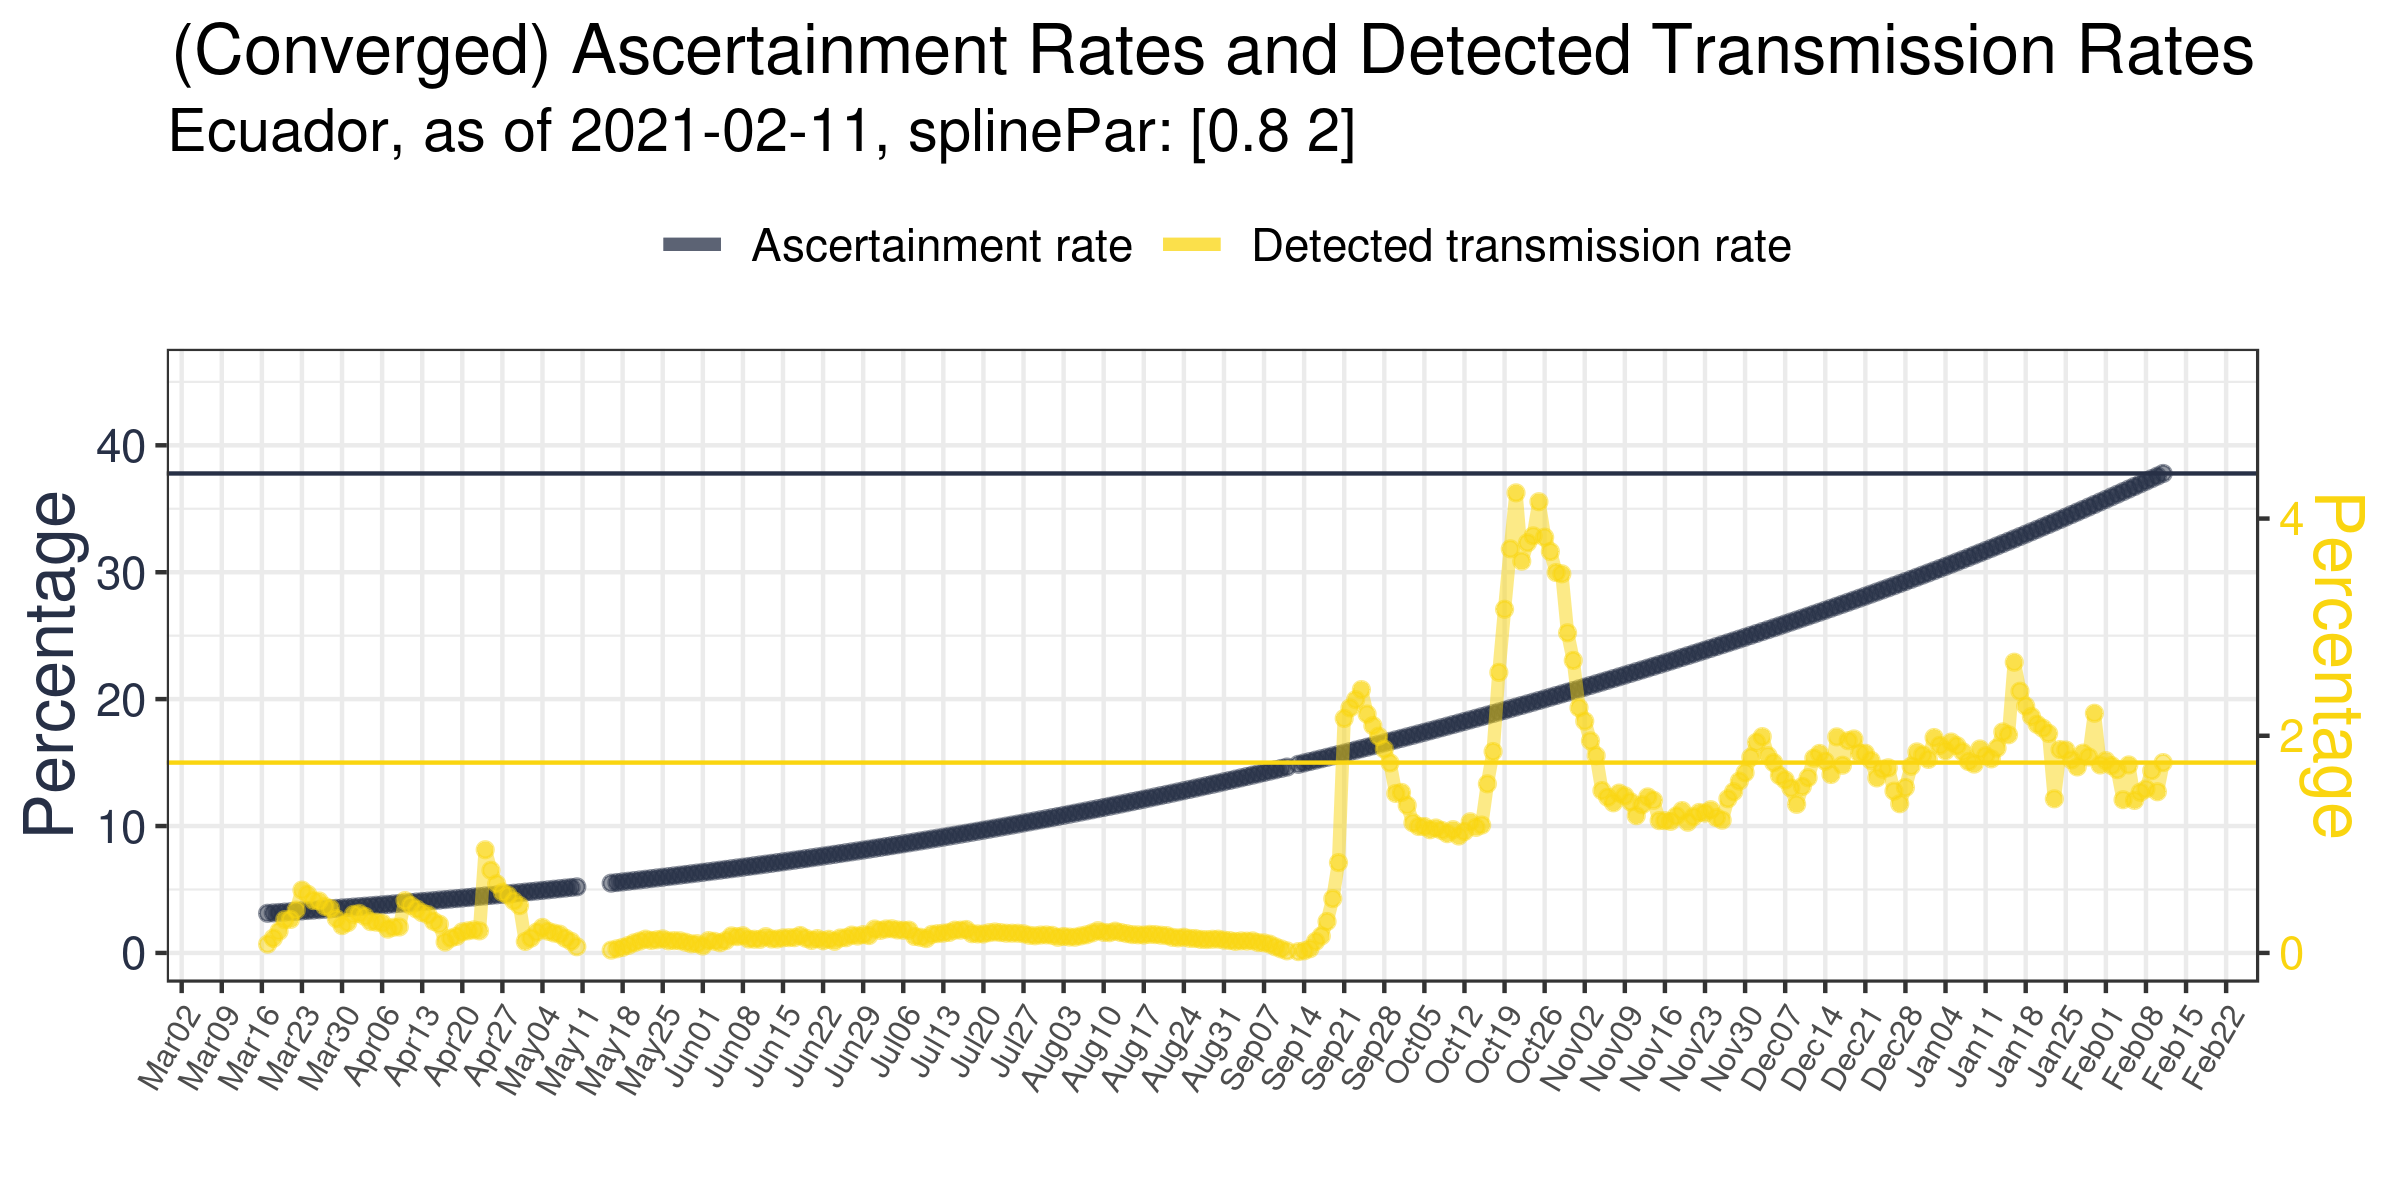 (Converged) Ascertainment Rates and Detected Transmission Rates
Ecuador, as of 2021-02-11, splinePar: [0.8 2]
Ascertainment rate Detected transmission rate
Percentage
40
30
20
10
0
4
2
0
Percentage
Mar02 Mar09 Mar16 Mar23 Mar30 Apr06 Apr13 Apr20 Apr27 May04 May11 May18 May25 Jun01 Jun08 Jun15 Jun22 Jun29 Jul06 Jul13 Jul20 Jul27 Aug03 Aug10 Aug17 Aug24 Aug31 Sep07 Sep14 Sep21 Sep28 Oct05 Oct12 Oct19 Oct26 Nov02 Nov09 Nov16 Nov23 Nov30 Dec07 Dec14 Dec21 Dec28 Jan04 Jan11 Jan18 Jan25 Feb01 Feb08 Feb15 Feb22